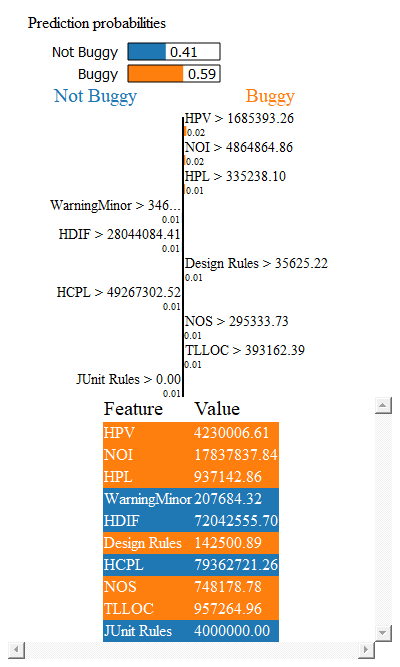 Prediction probabilities
Not Buggy 0.41
Buggy 0.59
Not Buggy Buggy
HPV > 1685393.26
0.02
NOI > 4864864.86
0.02
HPL > 335238.10
0.01
WarningMinor > 346...
0.01
HDIF > 28044084.41
0.01
Design Rules > 35625.22
0.01
HCPL > 49267302.52
0.01
NOS > 295333.73
0.01
TLLOC > 393162.39
0.01
JUnit Rules > 0.00
0.01
Feature Value
HPV 4230006.61
NOI 17837837.84
HPL 937142.86
WarningMinor 207684.32
HDIF 72042555.70
Design Rules 142500.89
HCPL 79362721.26
NOS 748178.78
TLLOC 957264.96
JUnit Rules 4000000.00